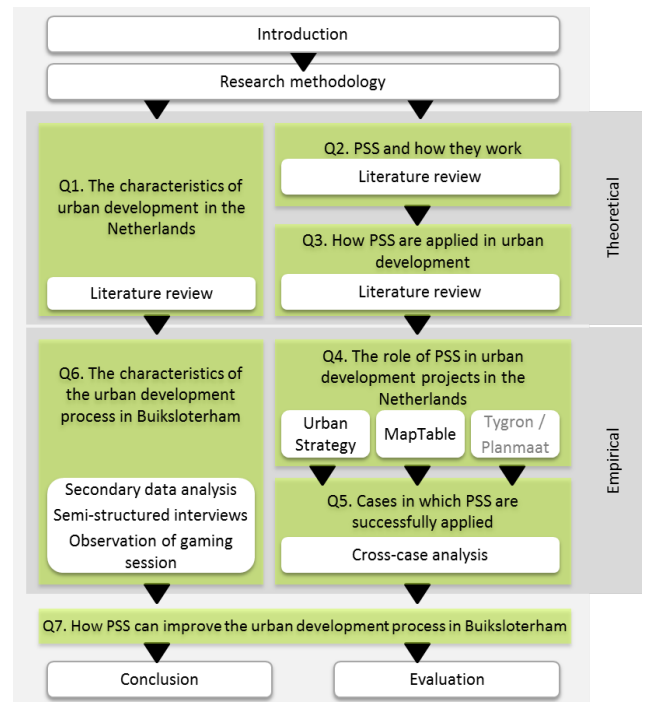 Introduction
Research methodology
Q1. The characteristics of
urban development in the
Netherlands
Literature review
Q2. PSS and how they work
Literature review
Q3. How PSS are applied in urban
development
Literature review
Theoretical
Q6. The characteristics of
the urban development
process in Buiksloterham
Secondary data analysis
Semi-structured interviews
Observation of gaming
session
Q4. The role of PSS in urban
development projects in the
Netherlands
Urban
Strategy
MapTable
Tygron /
Planmaat
Q5. Cases in which PSS are
successfully applied
Cross-case analysis
Empirical
Q7. How PSS can improve the urban development process in Buiksloterham
Conclusion
Evaluation